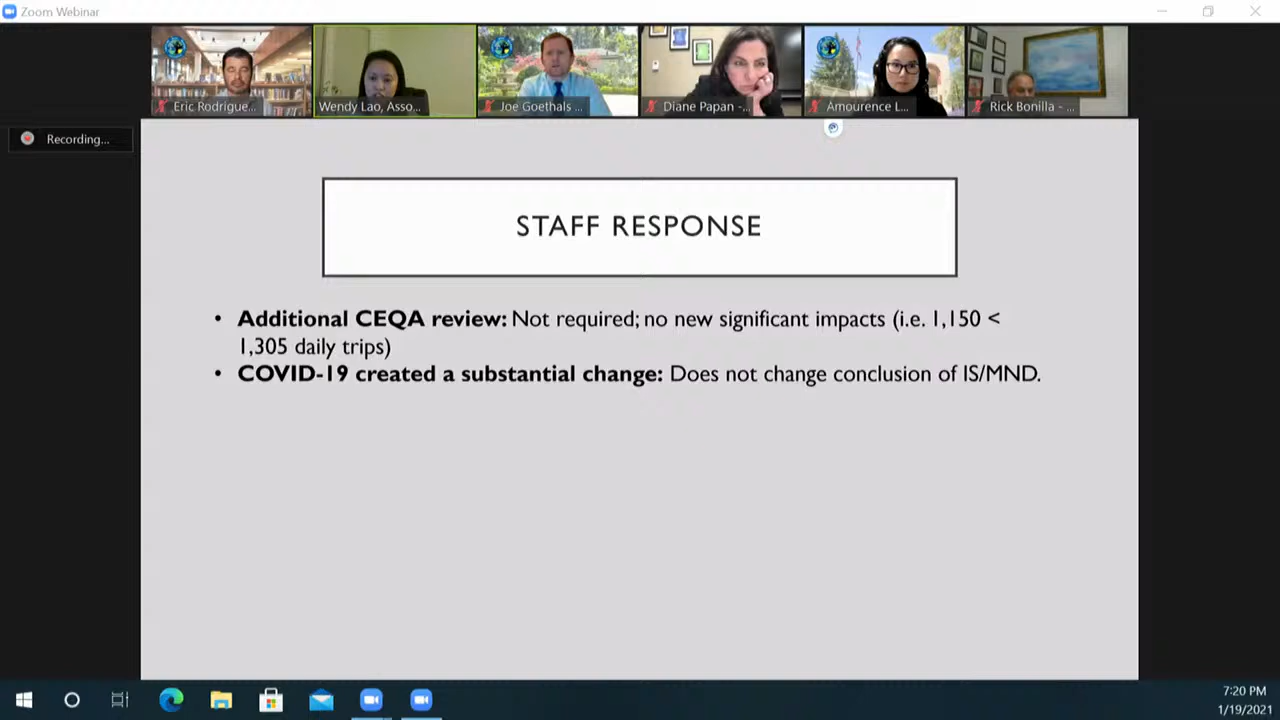 Zoom Webinar
Eric Rodrigue...
Wendy Lao, Asso...
Joe Goethals ...
Diane Papan -...
Amourence L...
Rick Bonilla - ...
Recording...
STAFF RESPONSE
• Additional CEQA review: Not required; no new significant impacts (i.e. 1,150 <
1,305 daily trips)
• COVID-19 created a substantial change: Does not change conclusion of IS/MND.
7:20 PM
1/19/2021